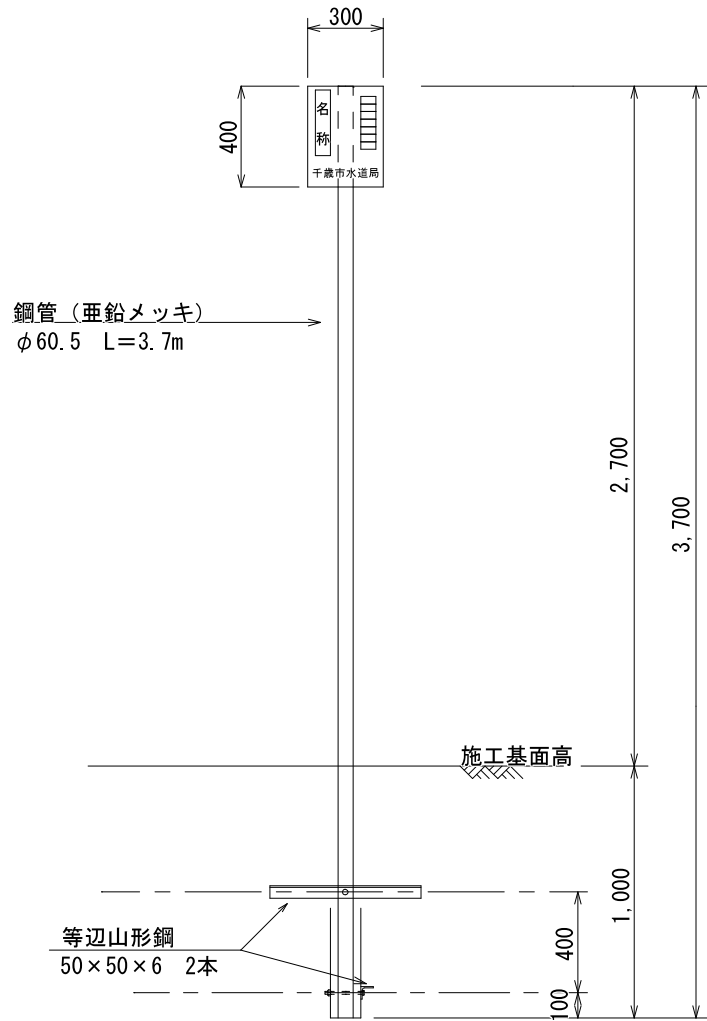 300
400
名称
千歳市水道局
鋼管（亜鉛メッキ）
φ60.5 L=3.7m
2,700
3,700
施工基面高
1,000
等辺山形鋼
50×50×6 2本
400
100